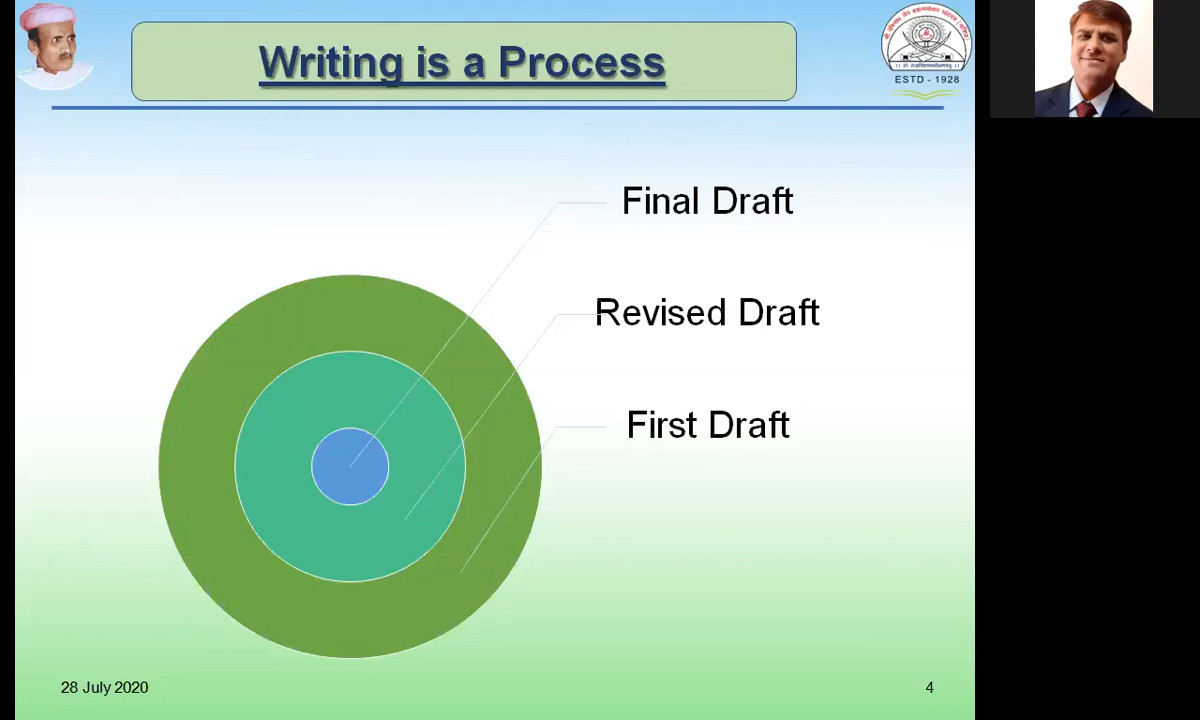 Writing is a Process
ESTD - 1928
Final Draft
Revised Draft
First Draft
28 July 2020
4